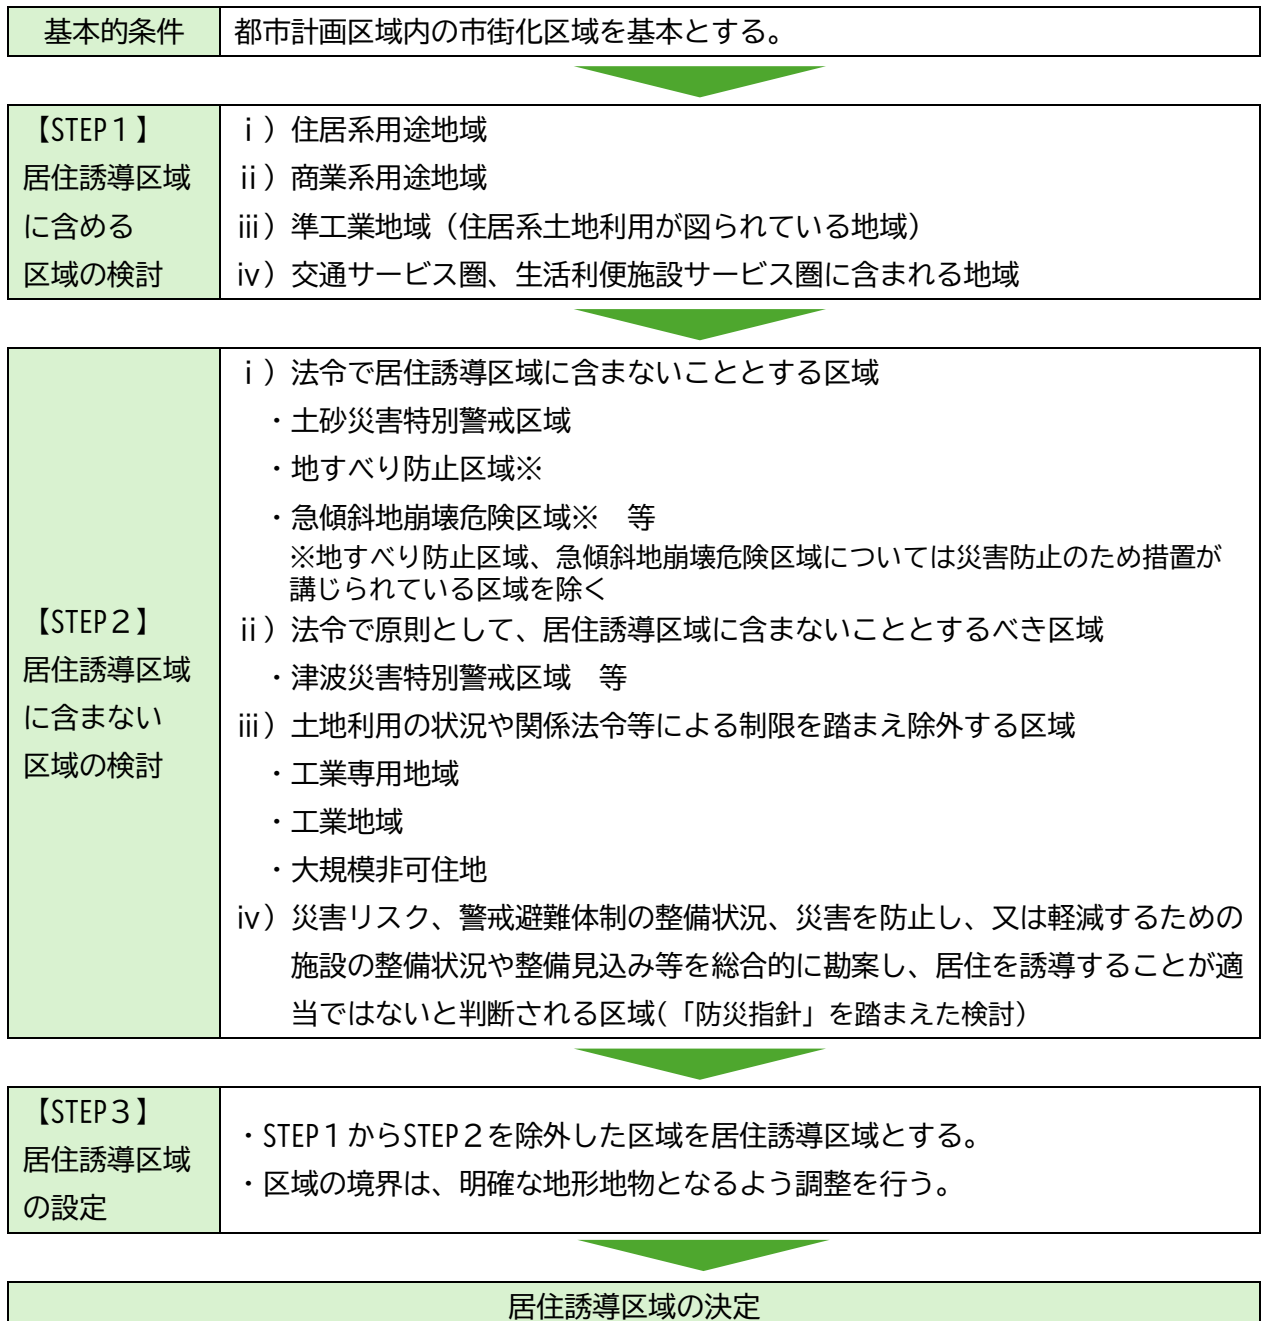 基本的条件
都市計画区域内の市街化区域を基本とする。
【STEP１】
居住誘導区域
に含める
区域の検討
ⅰ）住居系用途地域
ⅱ）商業系用途地域
ⅲ）準工業地域（住居系土地利用が図られている地域）
ⅳ）交通サービス圏、生活利便施設サービス圏に含まれる地域
【STEP２】
居住誘導区域
に含まない
区域の検討
ⅰ）法令で居住誘導区域に含まないこととする区域
・土砂災害特別警戒区域
・地すべり防止区域※
・急傾斜地崩壊危険区域※　等
※地すべり防止区域、急傾斜地崩壊危険区域については災害防止のため措置が
講じられている区域を除く
ⅱ）法令で原則として、居住誘導区域に含まないこととするべき区域
・津波災害特別警戒区域　等
ⅲ）土地利用の状況や関係法令等による制限を踏まえ除外する区域
・工業専用地域
・工業地域
・大規模非可住地
ⅳ）災害リスク、警戒避難体制の整備状況、災害を防止し、又は軽減するための
施設の整備状況や整備見込み等を総合的に勘案し、居住を誘導することが適
当ではないと判断される区域(「防災指針」を踏まえた検討)
【STEP３】
居住誘導区域
の設定
・STEP１からSTEP２を除外した区域を居住誘導区域とする。
・区域の境界は、明確な地形地物となるよう調整を行う。
居住誘導区域の決定